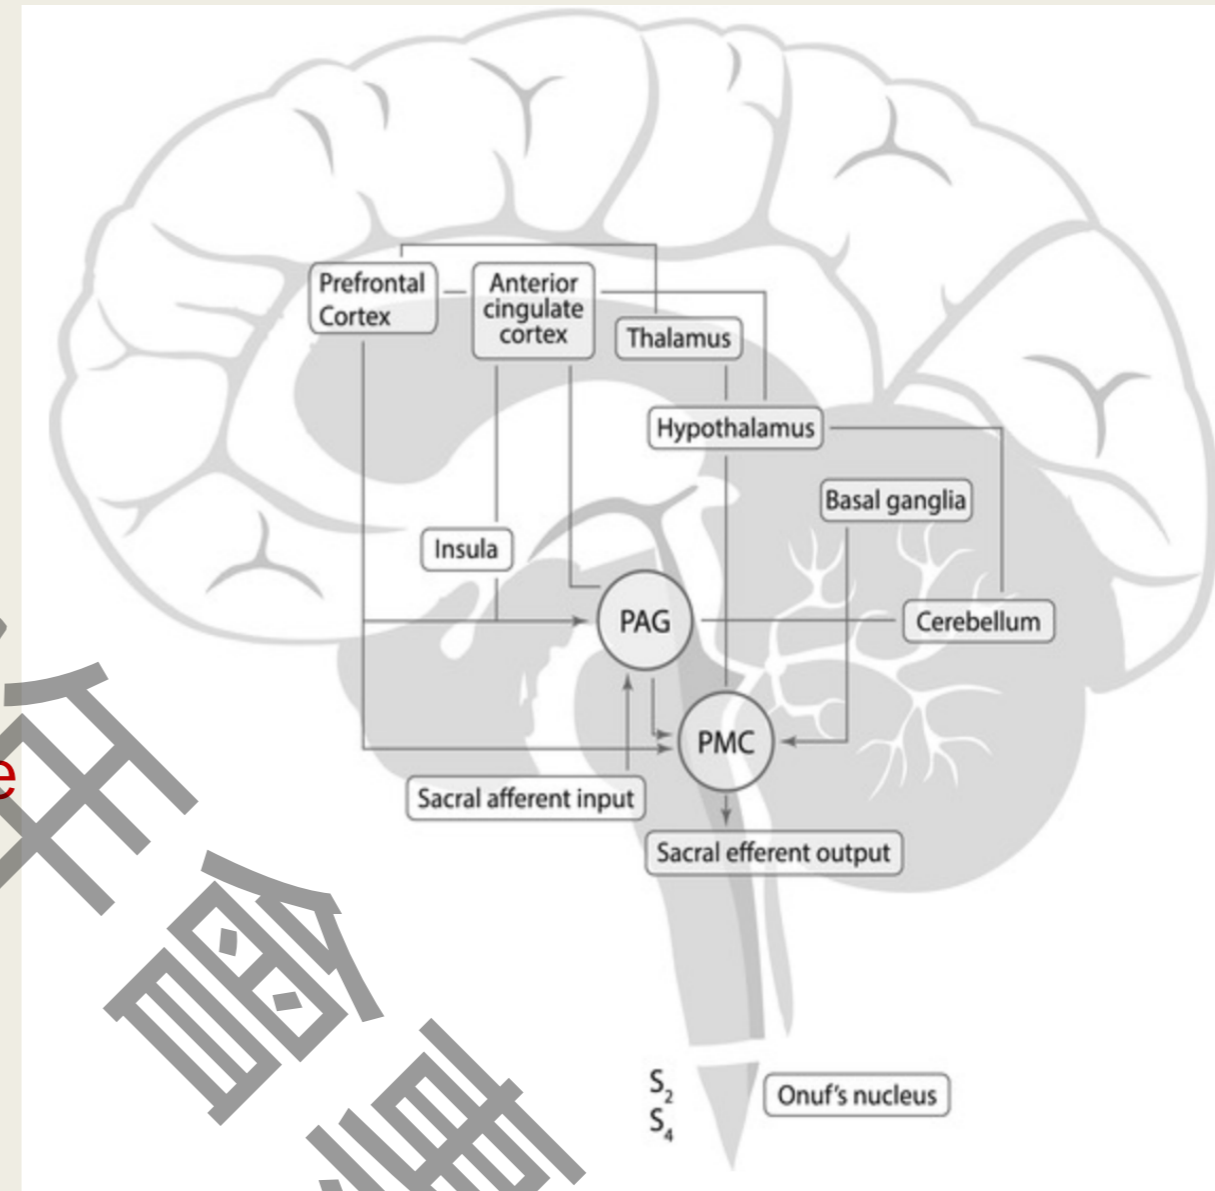 Prefrontal
Cortex
Anterior
cingulate
cortex
Thalamus
Hypothalamus
Basal ganglia
Insula
PAG
Cerebellum
PMC
e
Sacral afferent input
Sacral efferent output
S₂
S₄
Onuf's nucleus
會